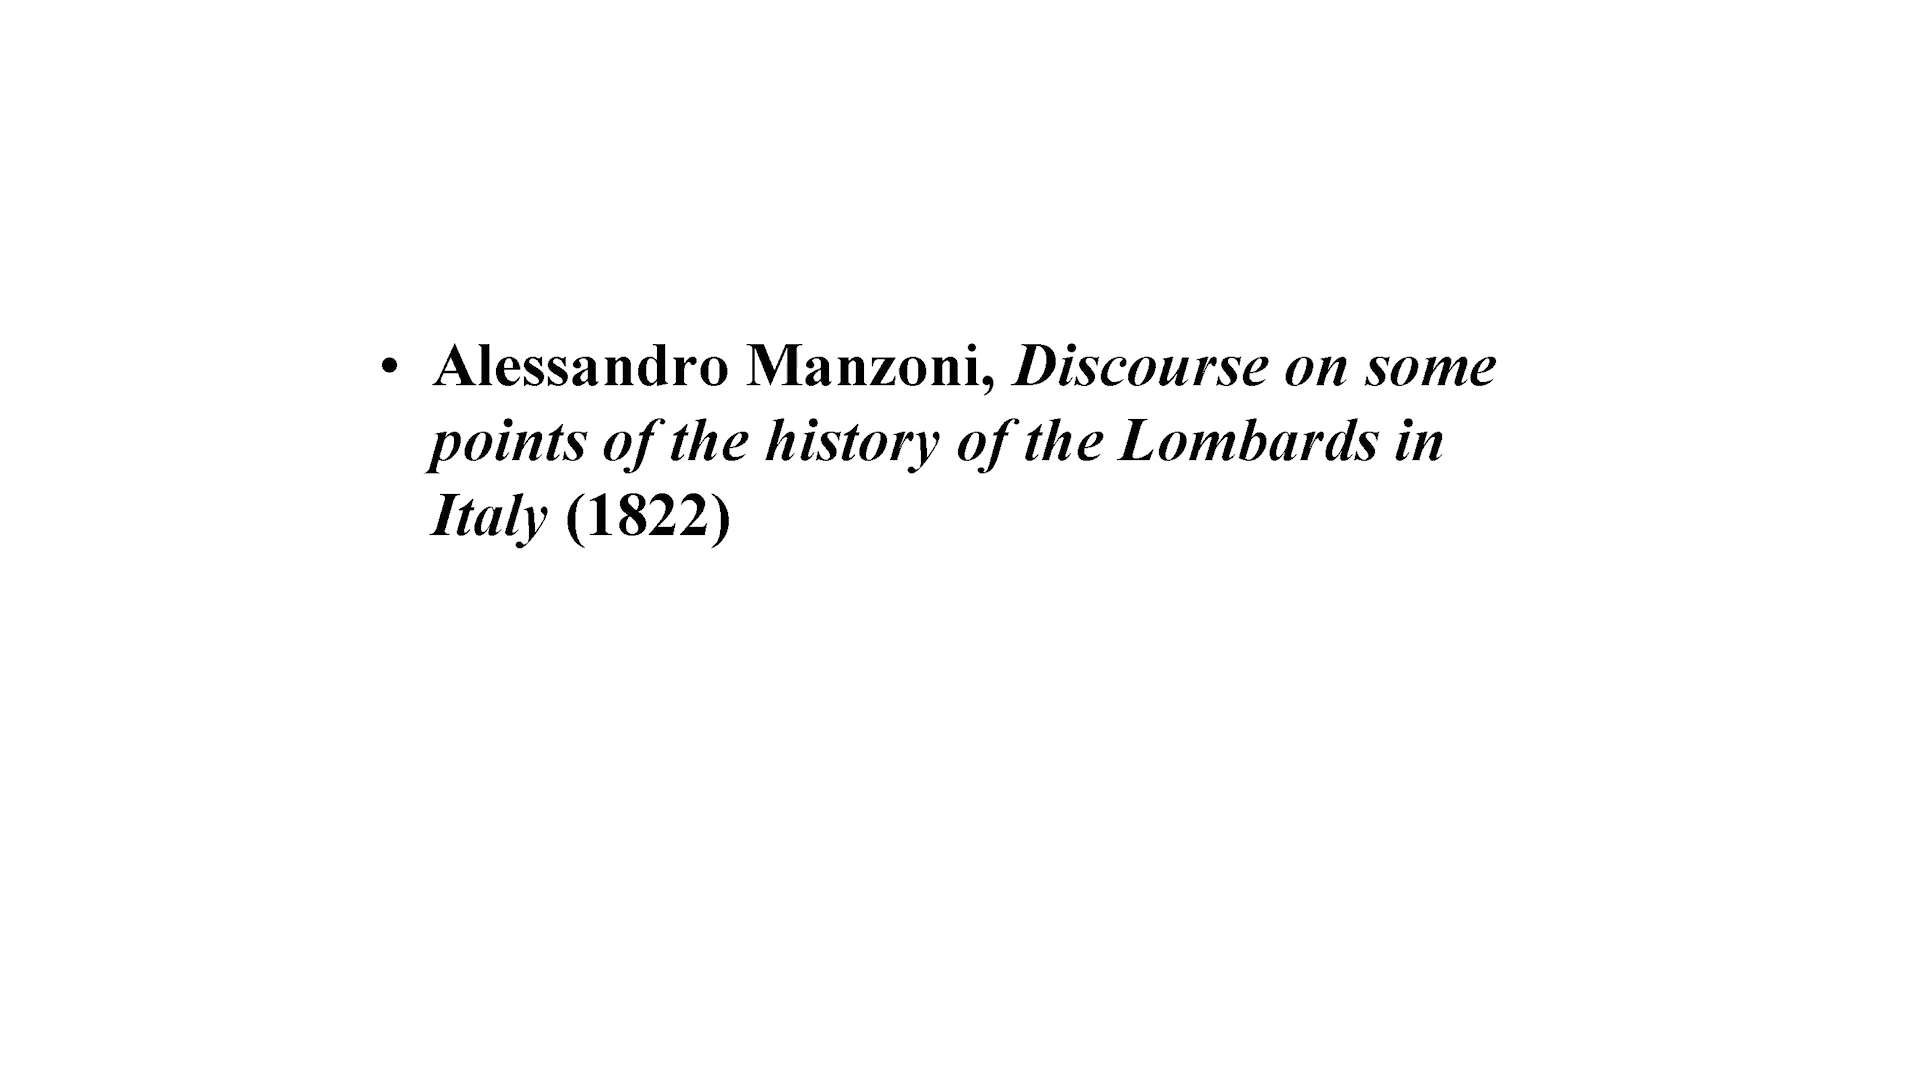 • Alessandro Manzoni, Discourse on some
points of the history of the Lombards in
Italy (1822)